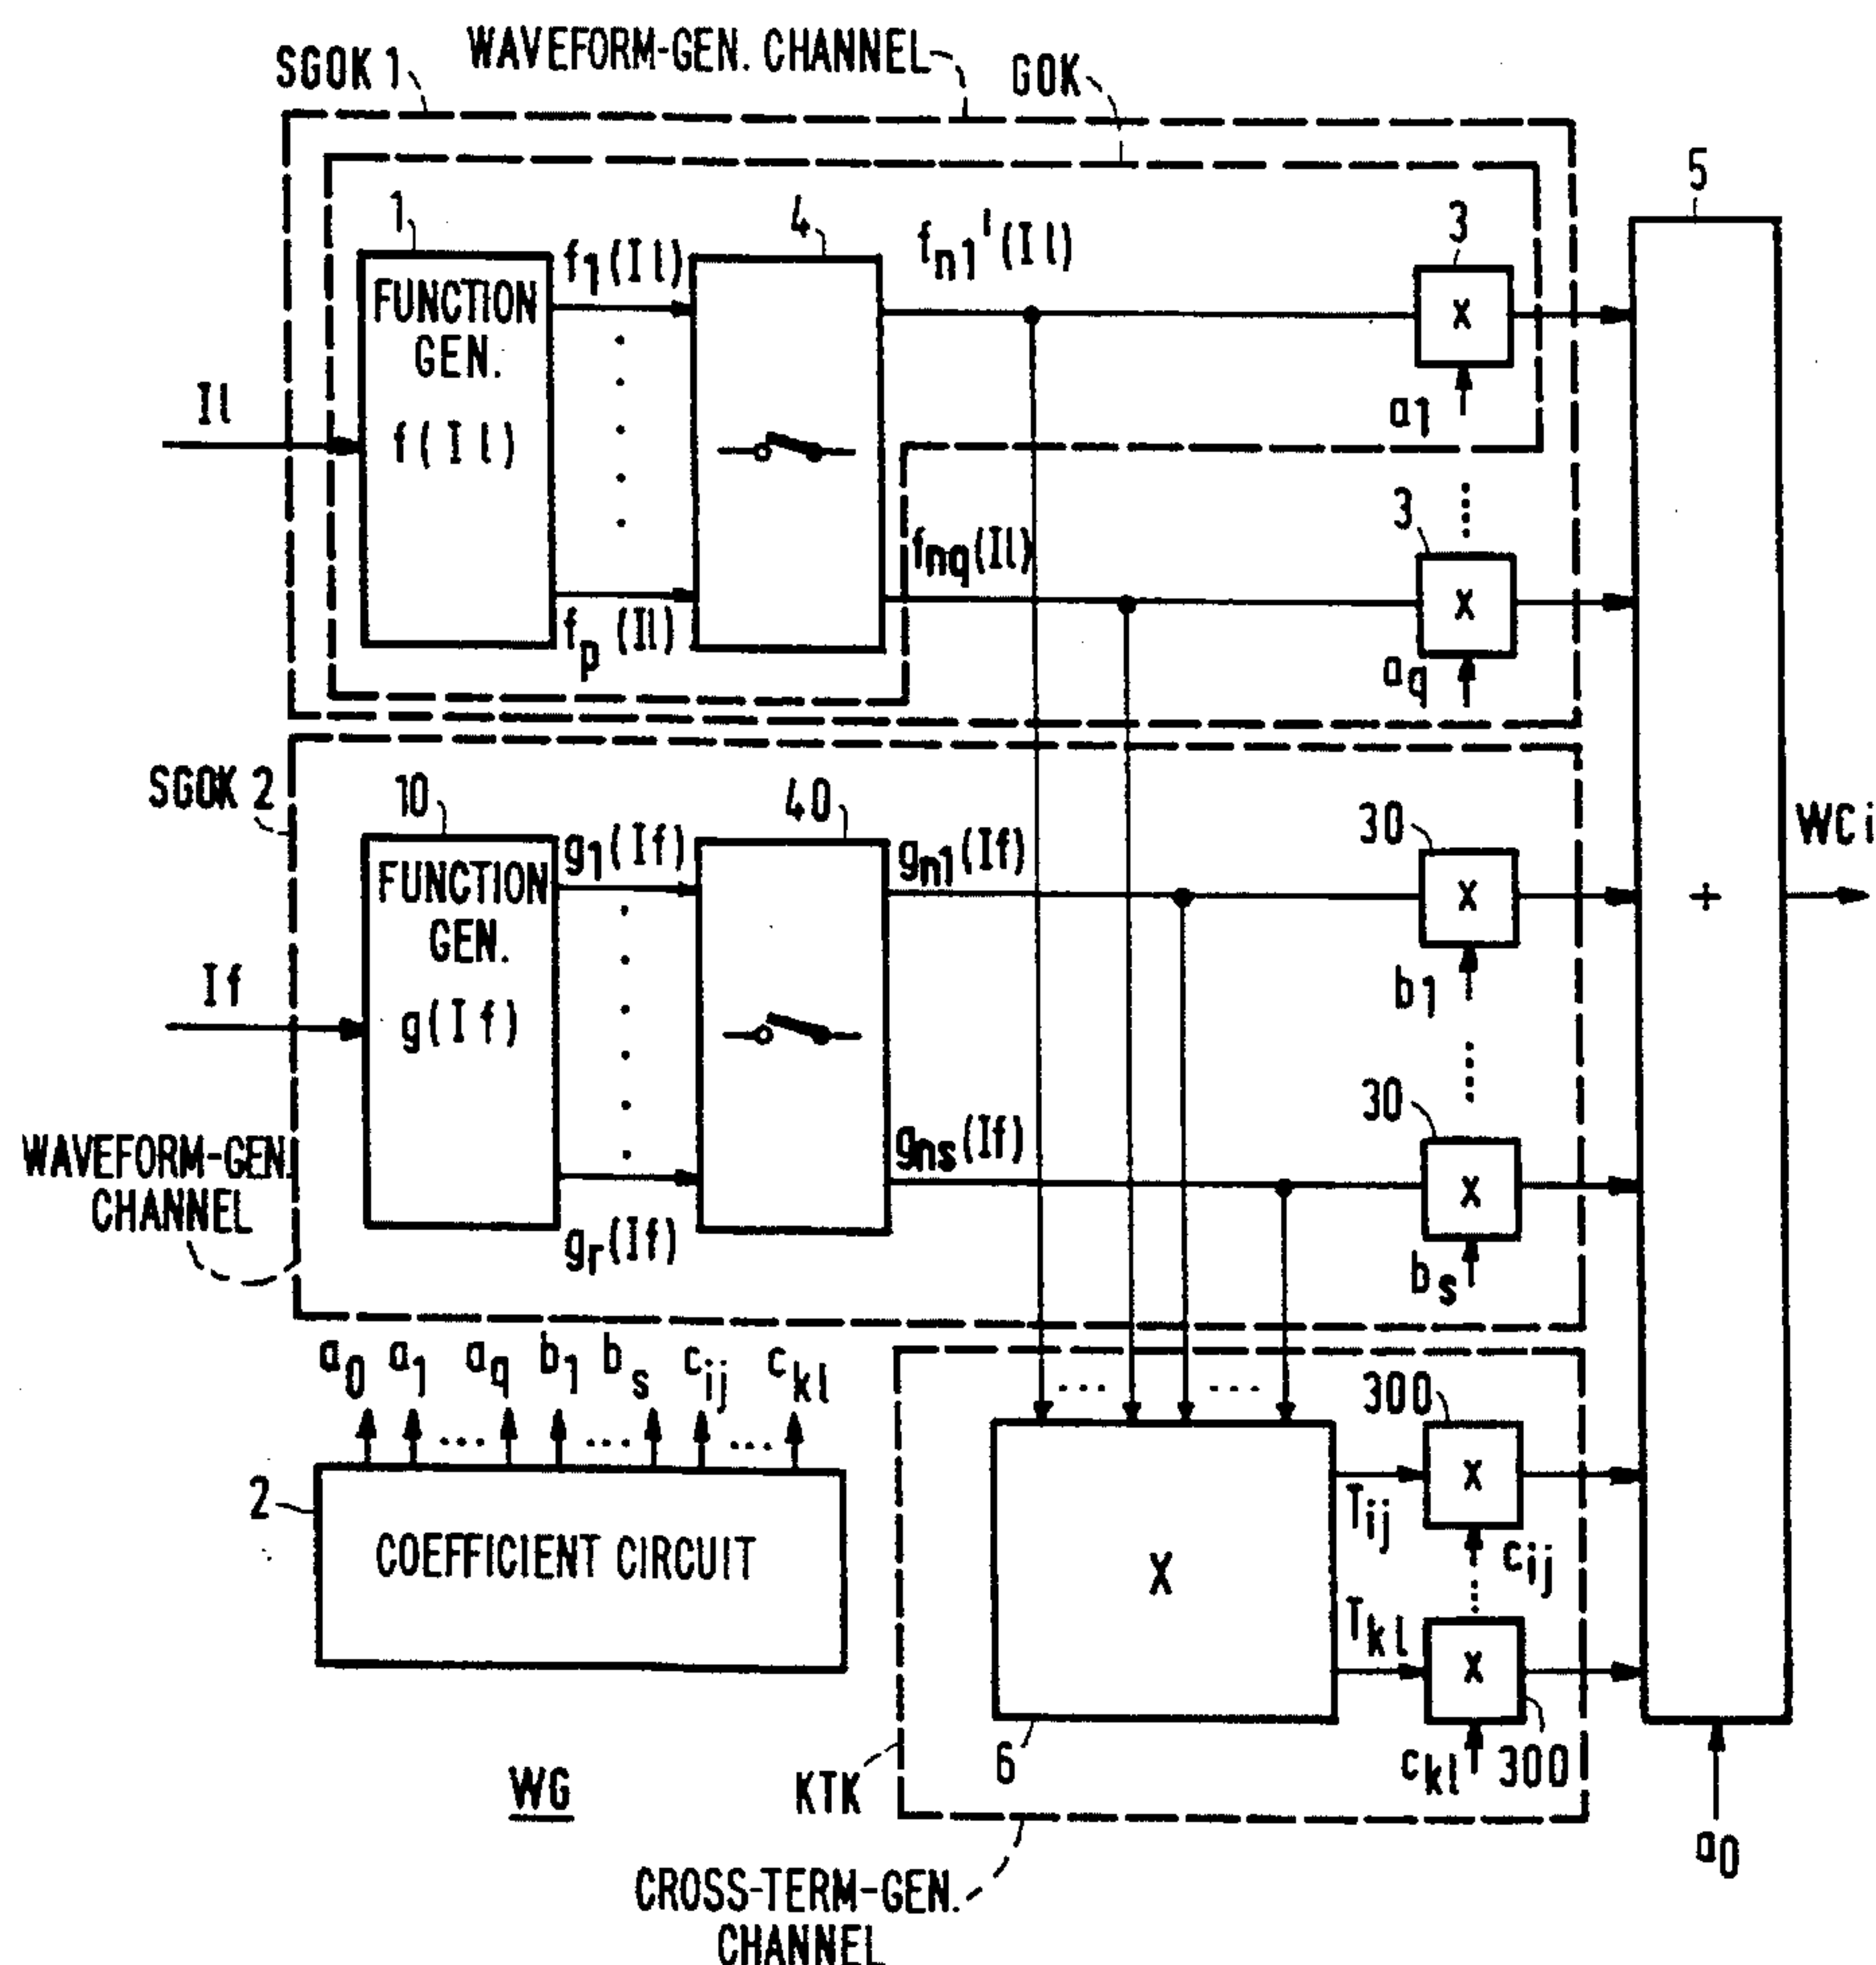 SGOK 1
WAVEFORM-GEN. CHANNEL
GOK
1
FUNCTION
GEN.
f(Il)
Il
f1(Il)
fp(Il)
4
fn1'(Il)
fnq(Il)
3
X
a1
3
X
aq
5
+
WCi
SGOK 2
10
FUNCTION
GEN.
g(If)
If
g1(If)
gr(If)
40
gn1(If)
gns(If)
30
X
b1
30
X
bs
WAVEFORM-GEN.
CHANNEL
a0 a1 ... aq b1 ... bs cij ... ckl
2
COEFFICIENT CIRCUIT
... ...
X
6
Tij
Tkl
300
X
cij
X
ckl
300
KTK
a0
WG
CROSS-TERM-GEN.
CHANNEL